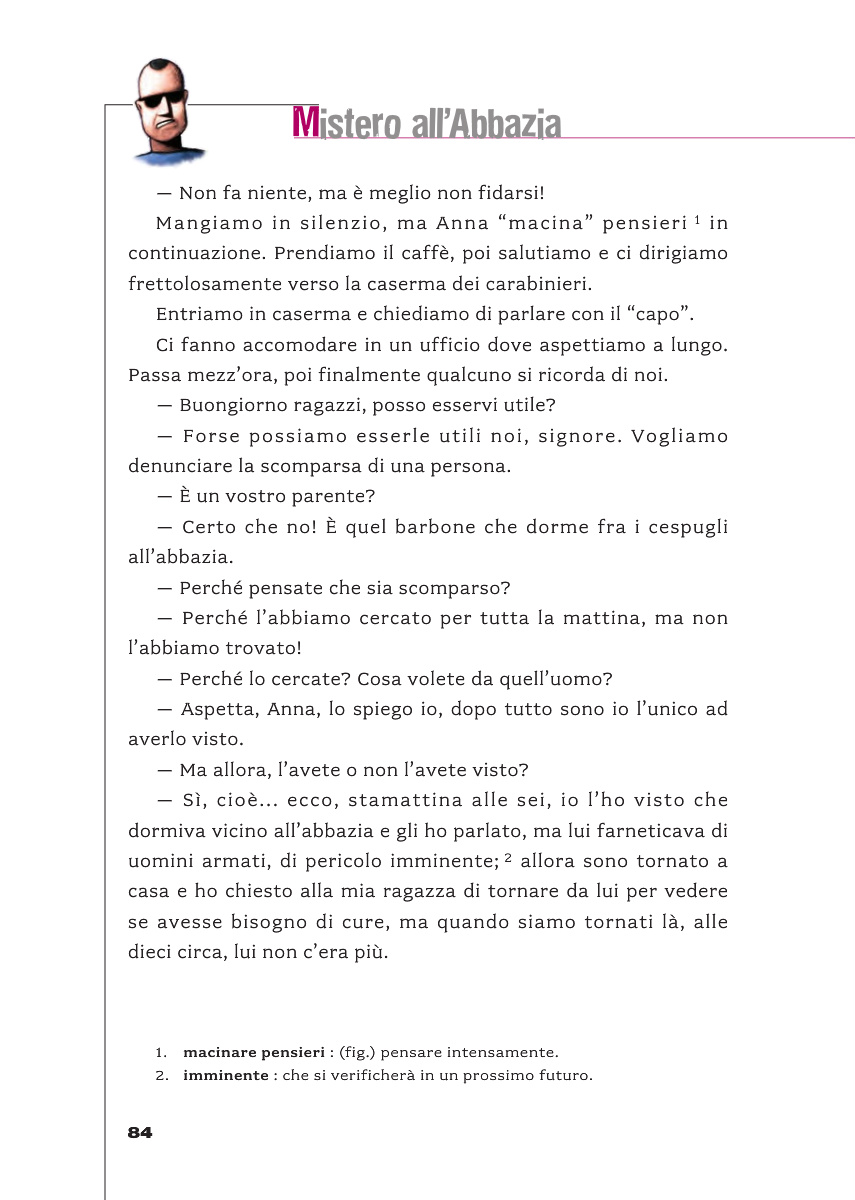 Mistero all'Abbazia
— Non fa niente, ma è meglio non fidarsi!
Mangiamo in silenzio, ma Anna “macina” pensieri ¹ in
continuazione. Prendiamo il caffè, poi salutiamo e ci dirigiamo
frettolosamente verso la caserma dei carabinieri.
Entriamo in caserma e chiediamo di parlare con il “capo”.
Ci fanno accomodare in un ufficio dove aspettiamo a lungo.
Passa mezz’ora, poi finalmente qualcuno si ricorda di noi.
— Buongiorno ragazzi, posso esservi utile?
— Forse possiamo esserle utili noi, signore. Vogliamo
denunciare la scomparsa di una persona.
— È un vostro parente?
— Certo che no! È quel barbone che dorme fra i cespugli
all’abbazia.
— Perché pensate che sia scomparso?
— Perché l’abbiamo cercato per tutta la mattina, ma non
l’abbiamo trovato!
— Perché lo cercate? Cosa volete da quell’uomo?
— Aspetta, Anna, lo spiego io, dopo tutto sono io l’unico ad
averlo visto.
— Ma allora, l’avete o non l’avete visto?
— Sì, cioè... ecco, stamattina alle sei, io l’ho visto che
dormiva vicino all’abbazia e gli ho parlato, ma lui farneticava di
uomini armati, di pericolo imminente; ² allora sono tornato a
casa e ho chiesto alla mia ragazza di tornare da lui per vedere
se avesse bisogno di cure, ma quando siamo tornati là, alle
dieci circa, lui non c’era più.
1. macinare pensieri : (fig.) pensare intensamente.
2. imminente : che si verificherà in un prossimo futuro.
84